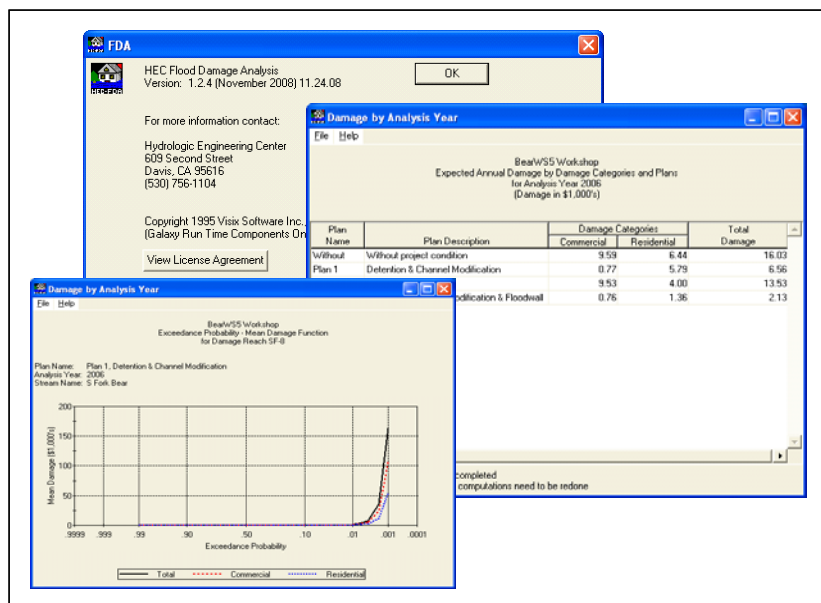 FDA
HEC-FDA
HEC Flood Damage Analysis
Version: 1.2.4 (November 2008) 11.24.08
OK
For more information contact:
Hydrologic Engineering Center
609 Second Street
Davis, CA 95616
(530) 756-1104
Copyright 1995 Visix Software Inc.,
(Galaxy Run Time Components On
View License Agreement
Damage by Analysis Year
File Help
BearWS5 Workshop
Expected Annual Damage by Damage Categories and Plans
for Analysis Year 2006
(Damage in $1,000's)
Plan Name Plan Description Damage Categories Total Damage
Commercial Residential
Without Without project condition 9.59 6.44 16.03
Plan 1 Detention & Channel Modification 0.77 5.79 6.56
9.53 4.00 13.53
odification & Floodwall 0.76 1.36 2.13
completed
computations need to be redone
Damage by Analysis Year
File Help
BearWS5 Workshop
Exceedance Probability - Mean Damage Function
for Damage Reach SF-8
Plan Name: Plan 1, Detention & Channel Modification
Analysis Year: 2006
Stream Name: S Fork Bear
Mean Damage ($1,000's)
200
150
100
50
0
.9999 .999 .99 .90 .50 .10 .01 .001 .0001
Exceedance Probability
Total Commercial Residential